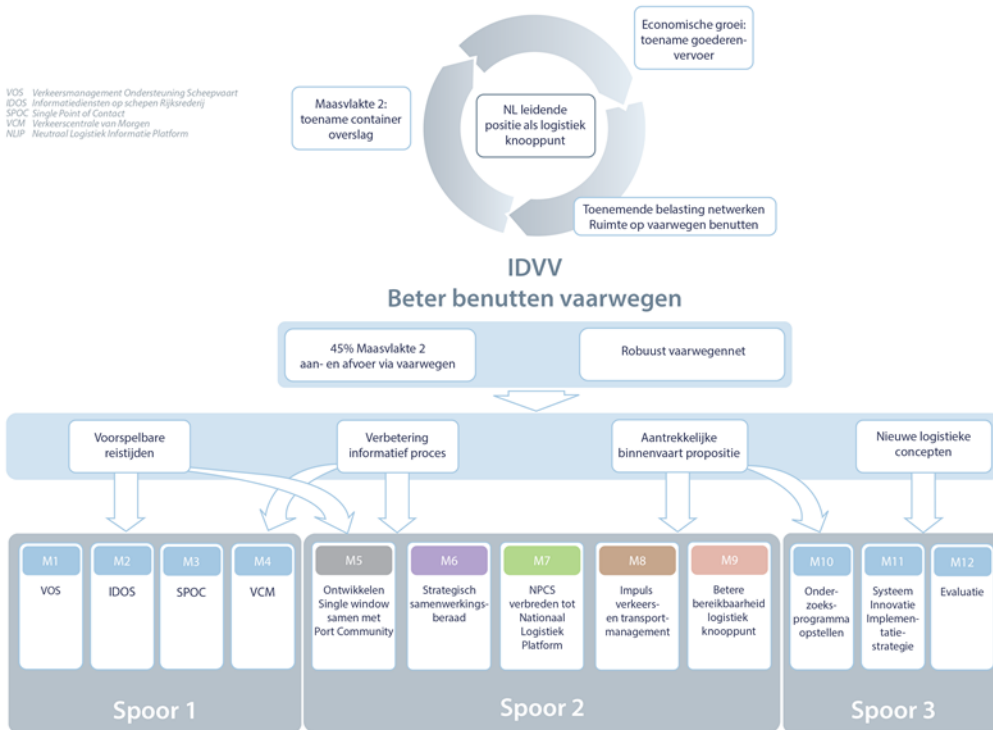 Economische groei:
toename goederen-
vervoer
VOS Verkeersmanagement Ondersteuning Scheepvaart
IDOS Informatiediensten op schepen Rijksrederij
SPOC Single Point of Contact
VCM Verkeerscentrale van Morgen
NLIP Neutraal Logistiek Informatie Platform
Maasvlakte 2:
toename container
overslag
NL leidende
positie als logistiek
knooppunt
Toenemende belasting netwerken
Ruimte op vaarwegen benutten
IDVV
Beter benutten vaarwegen
45% Maasvlakte 2
aan- en afvoer via vaarwegen
Robuust vaarwegennet
Voorspelbare
reistijden
Verbetering
informatief proces
Aantrekkelijke
binnenvaart propositie
Nieuwe logistieke
concepten
M1
VOS
M2
IDOS
M3
SPOC
M4
VCM
M5
Ontwikkelen
Single window
samen met
Port Community
M6
Strategisch
samenwerkings-
beraad
M7
NPCS
verbreden tot
Nationaal
Logistiek
Platform
M8
Impuls
verkeers-
en transport-
management
M9
Betere
bereikbaarheid
logistiek
knooppunt
M10
Onder-
zoeks-
programma
opstellen
M11
Systeem
Innovatie
Implemen-
tatie-
strategie
M12
Evaluatie
Spoor 1
Spoor 2
Spoor 3